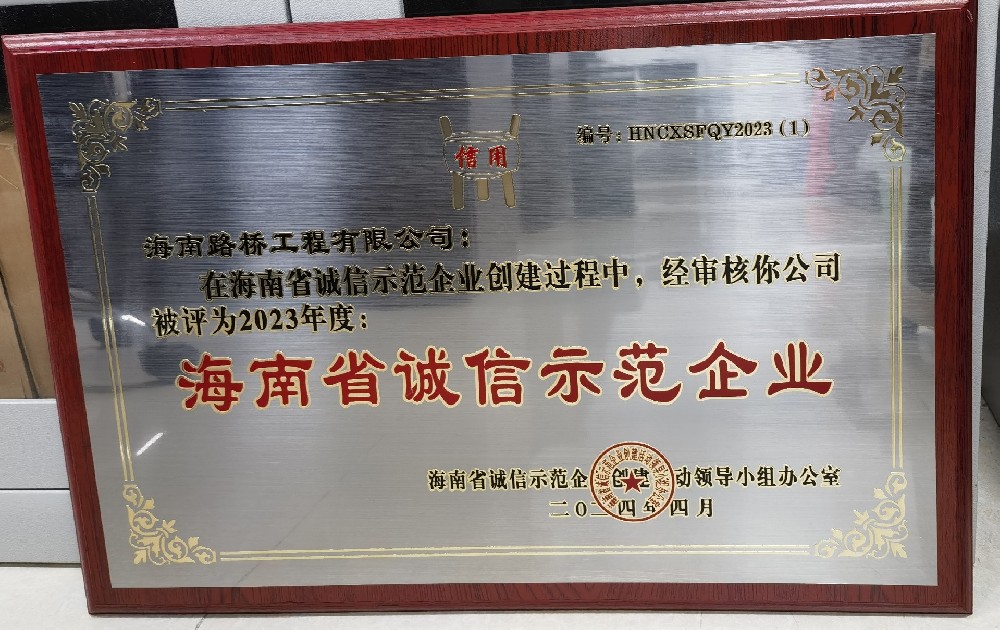 编号：HNCXSFQY2023（1）
信用
海南路桥工程有限公司：
在海南省诚信示范企业创建过程中，经审核你公司
被评为2023年度：
海南省诚信示范企业
海南省诚信示范企业创建活动领导小组办公室
二〇二四年四月